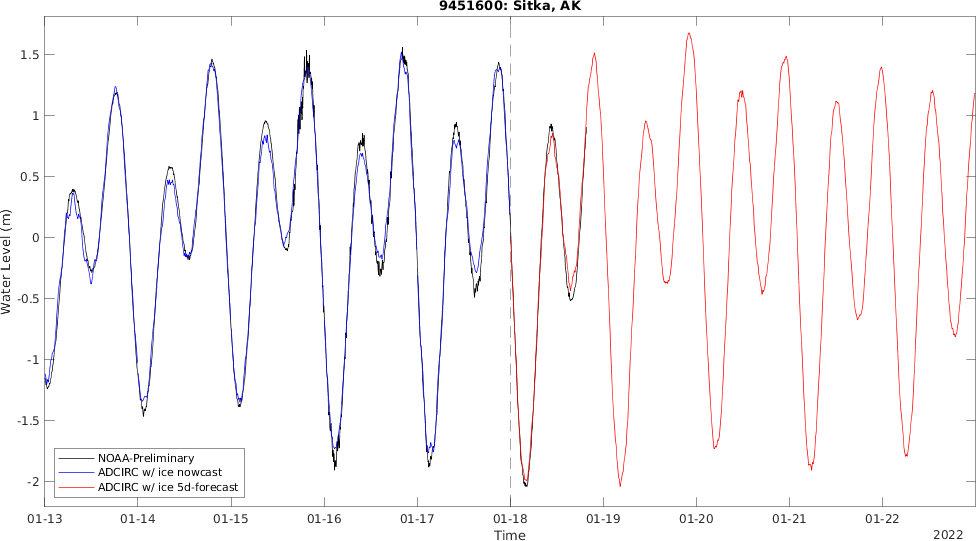 9451600: Sitka, AK
Water Level (m)
1.5
1
0.5
0
-0.5
-1
-1.5
-2
NOAA-Preliminary
ADCIRC w/ ice nowcast
ADCIRC w/ ice 5d-forecast
01-13 01-14 01-15 01-16 01-17 01-18 01-19 01-20 01-21 01-22
Time
2022